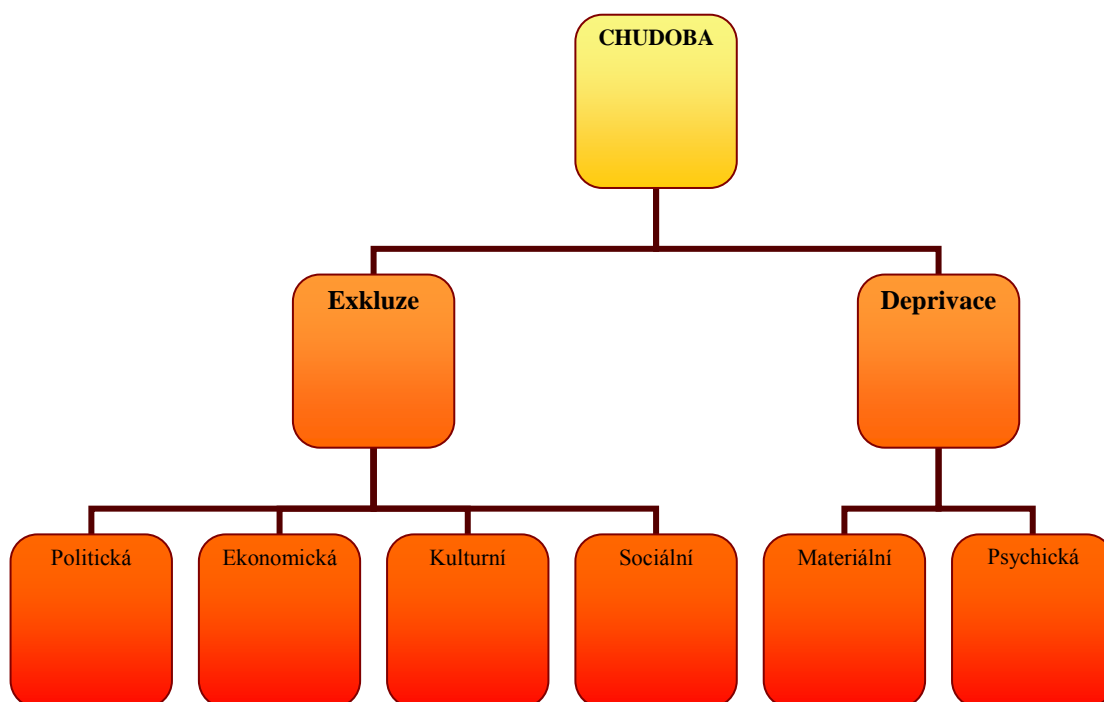 CHUDOBA
Exkluze
Deprivace
Politická
Ekonomická
Kulturní
Sociální
Materiální
Psychická